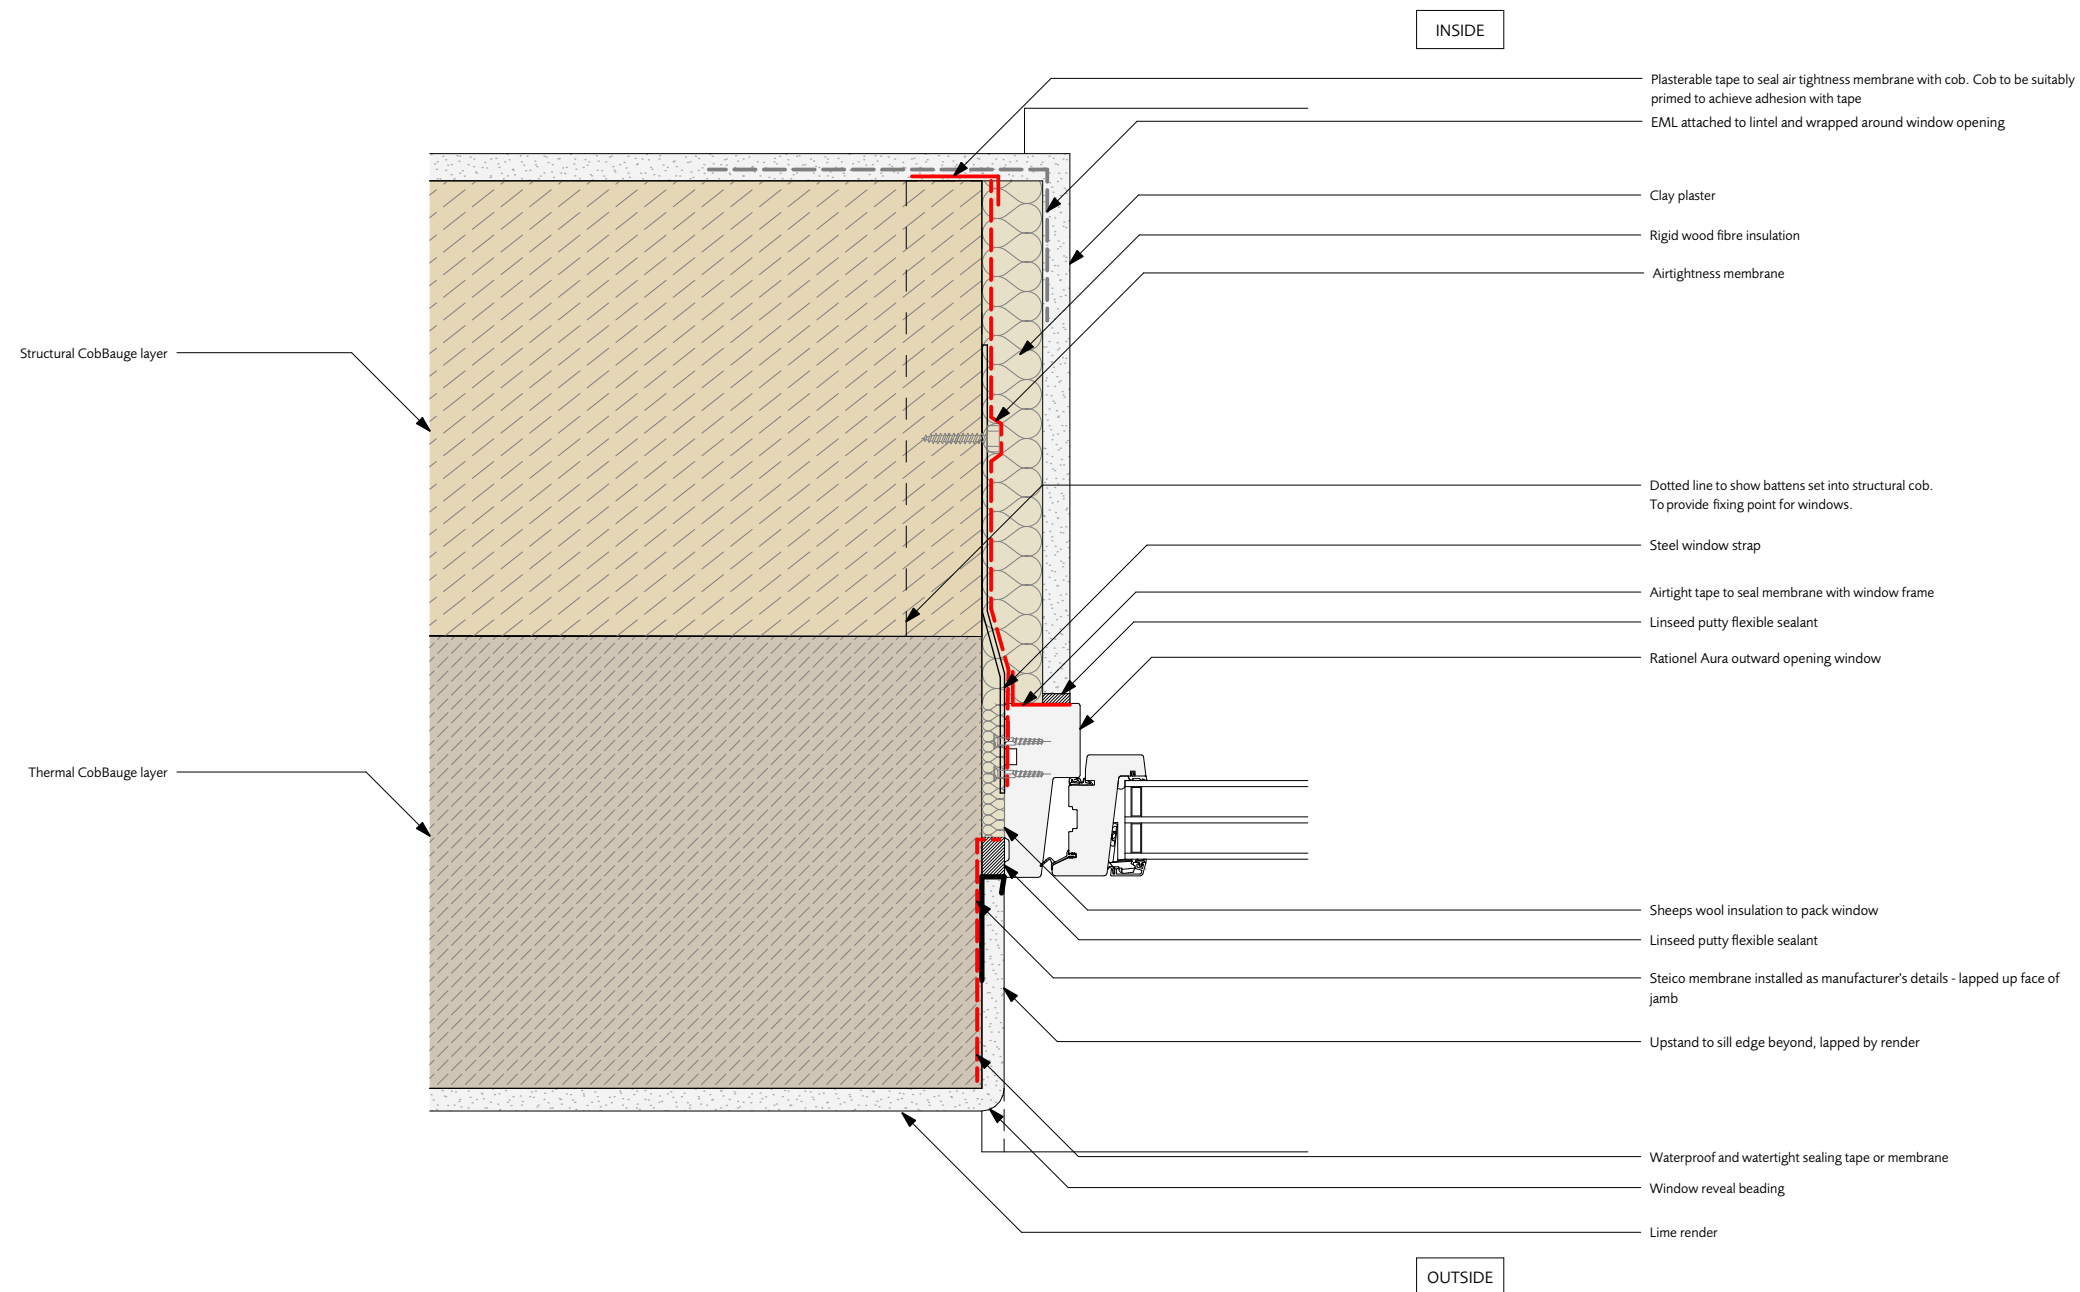 INSIDE
Plasterable tape to seal air tightness membrane with cob. Cob to be suitably
primed to achieve adhesion with tape
EML attached to lintel and wrapped around window opening
Clay plaster
Rigid wood fibre insulation
Airtightness membrane
Structural CobBauge layer
Dotted line to show battens set into structural cob.
To provide fixing point for windows.
Steel window strap
Airtight tape to seal membrane with window frame
Linseed putty flexible sealant
Rationel Aura outward opening window
Thermal CobBauge layer
Sheeps wool insulation to pack window
Linseed putty flexible sealant
Steico membrane installed as manufacturer's details - lapped up face of
jamb
Upstand to sill edge beyond, lapped by render
Waterproof and watertight sealing tape or membrane
Window reveal beading
Lime render
OUTSIDE